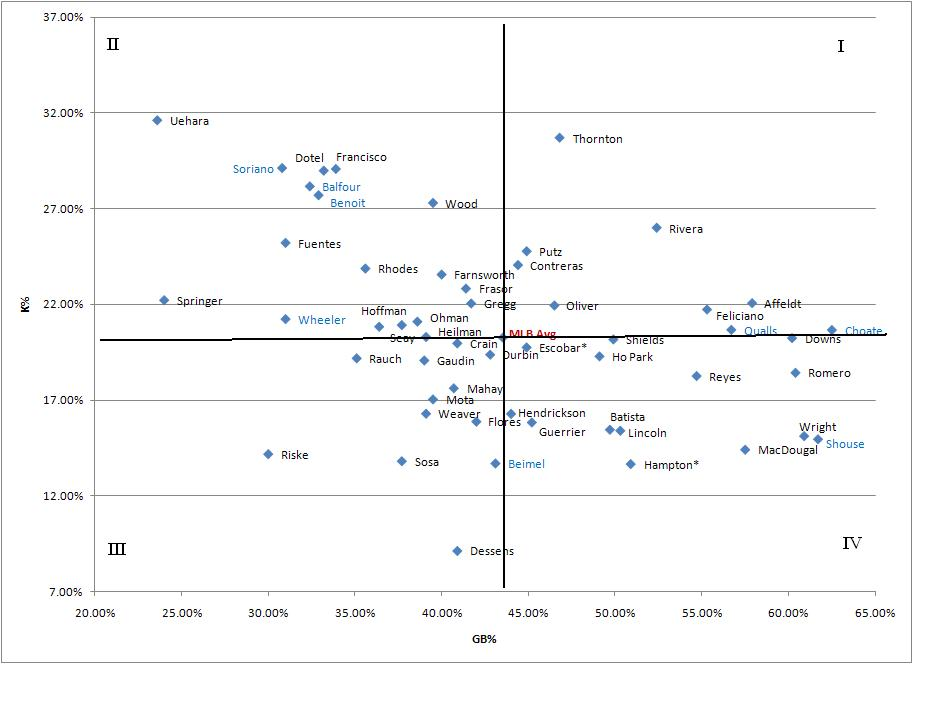 37.00%
II
I
32.00%
Uehara
Thornton
Dotel
Francisco
Soriano
Balfour
Benoit
27.00%
Wood
Rivera
Fuentes
Putz
Contreras
Rhodes
Farnsworth
Frasor
K%
22.00%
Springer
Gregg
Oliver
Affeldt
Hoffman
Feliciano
Wheeler
Ohman
Heilman
MLB Avg
Qualls
Choate
Seay
Crain
Shields
Downs
Escobar*
Durbin
Rauch
Gaudin
Ho Park
Reyes
Romero
Mahay
17.00%
Mota
Weaver
Hendrickson
Flores
Batista
Guerrier
Lincoln
Wright
Shouse
MacDougal
Riske
Sosa
Beimel
Hampton*
12.00%
III
IV
Dessens
7.00%
20.00% 25.00% 30.00% 35.00% 40.00% 45.00% 50.00% 55.00% 60.00% 65.00%
GB%